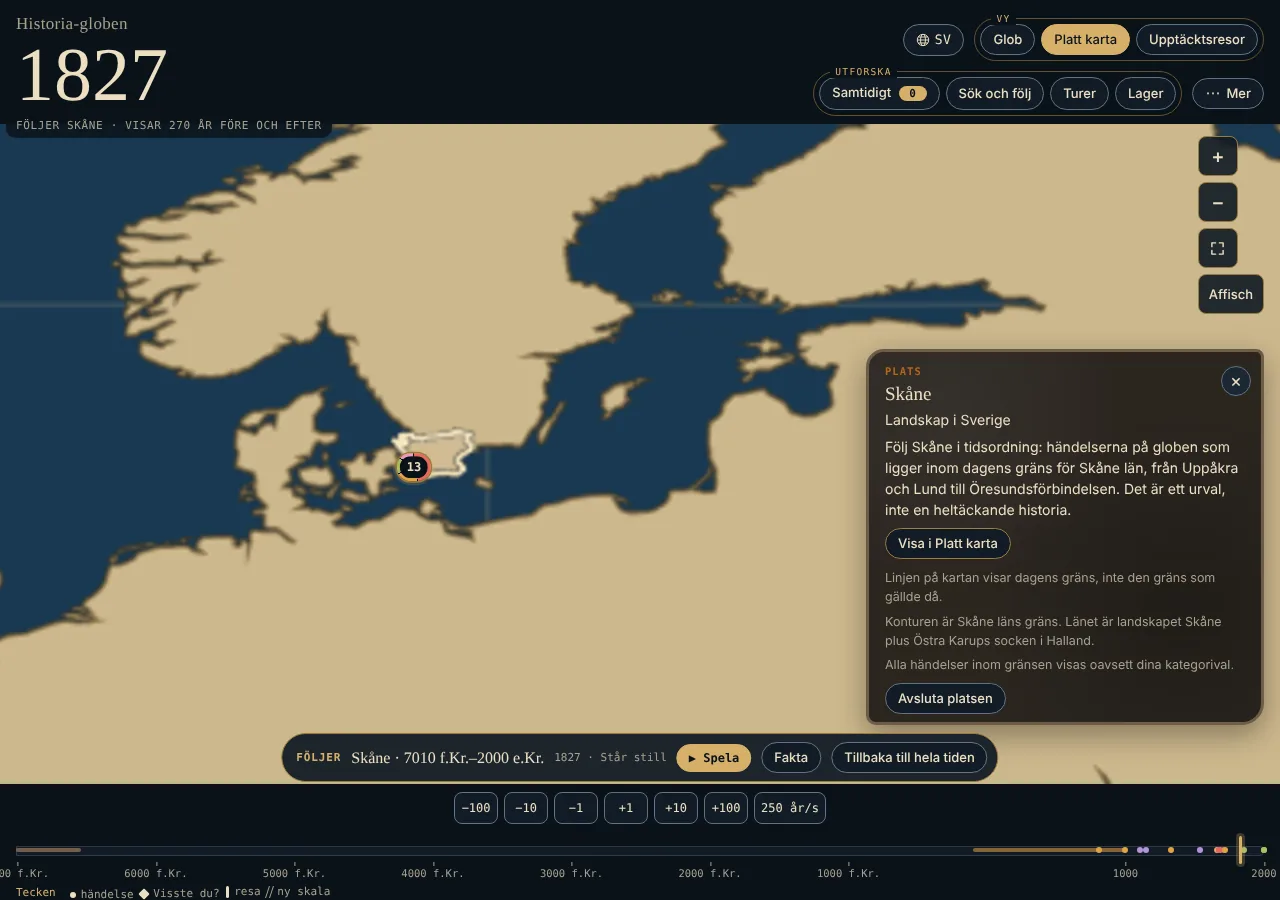 Historia-globen
1827
FÖLJER SKÅNE · VISAR 270 ÅR FÖRE OCH EFTER
SV
VY
Glob
Platt karta
Upptäcktsresor
UTFORSKA
Samtidigt 0
Sök och följ
Turer
Lager
··· Mer
+
−
Affisch
13
PLATS
×
Skåne
Landskap i Sverige
Följ Skåne i tidsordning: händelserna på globen som
ligger inom dagens gräns för Skåne län, från Uppåkra
och Lund till Öresundsförbindelsen. Det är ett urval,
inte en heltäckande historia.
Visa i Platt karta
Linjen på kartan visar dagens gräns, inte den gräns som
gällde då.
Konturen är Skåne läns gräns. Länet är landskapet Skåne
plus Östra Karups socken i Halland.
Alla händelser inom gränsen visas oavsett dina kategorival.
Avsluta platsen
FÖLJER Skåne · 7010 f.Kr.–2000 e.Kr. 1827 · Står still ▶ Spela Fakta Tillbaka till hela tiden
−100 −10 −1 +1 +10 +100 250 år/s
00 f.Kr. 6000 f.Kr. 5000 f.Kr. 4000 f.Kr. 3000 f.Kr. 2000 f.Kr. 1000 f.Kr. 1000 2000
Tecken händelse Visste du? resa // ny skala